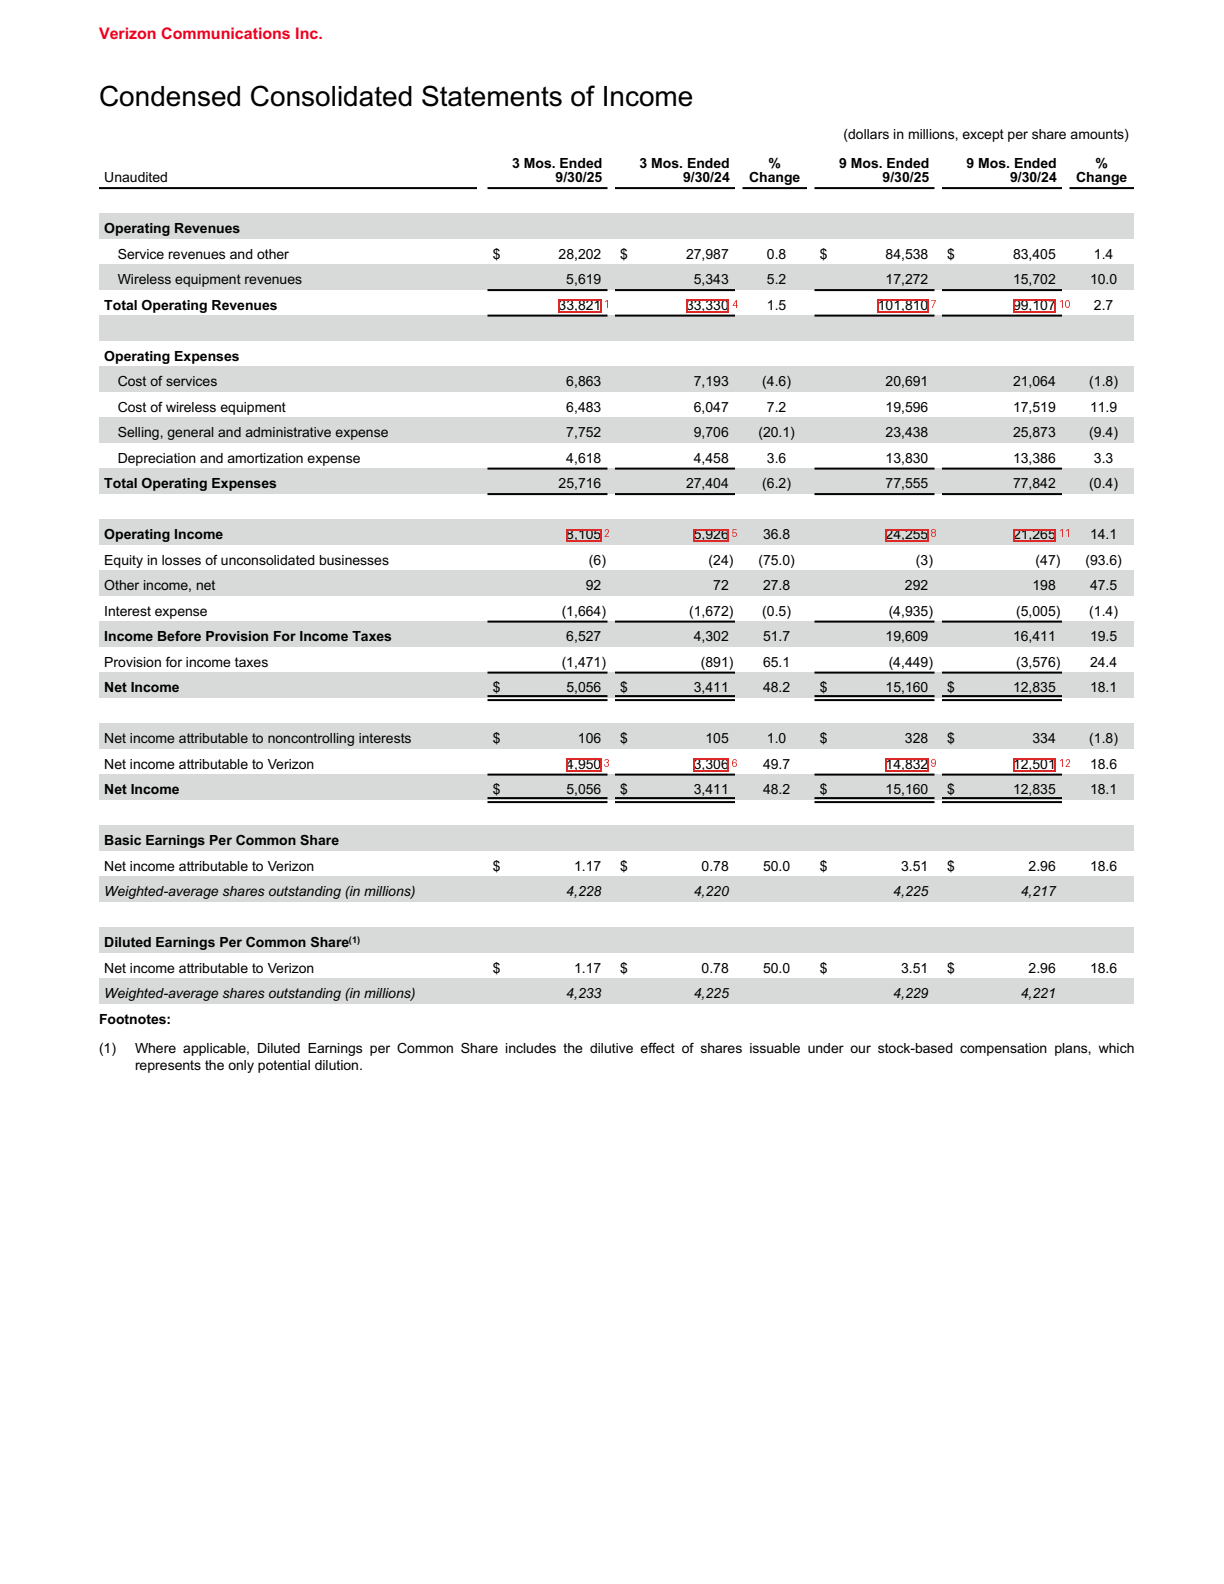 Verizon Communications Inc.
Condensed Consolidated Statements of Income
(dollars in millions, except per share amounts)
Unaudited 3 Mos. Ended 9/30/25 3 Mos. Ended 9/30/24 % Change 9 Mos. Ended 9/30/25 9 Mos. Ended 9/30/24 % Change
Operating Revenues
Service revenues and other $ 28,202 $ 27,987 0.8 $ 84,538 $ 83,405 1.4
Wireless equipment revenues 5,619 5,343 5.2 17,272 15,702 10.0
Total Operating Revenues 33,821 1 33,330 4 1.5 101,810 7 99,107 10 2.7
Operating Expenses
Cost of services 6,863 7,193 (4.6) 20,691 21,064 (1.8)
Cost of wireless equipment 6,483 6,047 7.2 19,596 17,519 11.9
Selling, general and administrative expense 7,752 9,706 (20.1) 23,438 25,873 (9.4)
Depreciation and amortization expense 4,618 4,458 3.6 13,830 13,386 3.3
Total Operating Expenses 25,716 27,404 (6.2) 77,555 77,842 (0.4)
Operating Income 8,105 2 5,926 5 36.8 24,255 8 21,265 11 14.1
Equity in losses of unconsolidated businesses (6) (24) (75.0) (3) (47) (93.6)
Other income, net 92 72 27.8 292 198 47.5
Interest expense (1,664) (1,672) (0.5) (4,935) (5,005) (1.4)
Income Before Provision For Income Taxes 6,527 4,302 51.7 19,609 16,411 19.5
Provision for income taxes (1,471) (891) 65.1 (4,449) (3,576) 24.4
Net Income $ 5,056 $ 3,411 48.2 $ 15,160 $ 12,835 18.1
Net income attributable to noncontrolling interests $ 106 $ 105 1.0 $ 328 $ 334 (1.8)
Net income attributable to Verizon 4,950 3 3,306 6 49.7 14,832 9 12,501 12 18.6
Net Income $ 5,056 $ 3,411 48.2 $ 15,160 $ 12,835 18.1
Basic Earnings Per Common Share
Net income attributable to Verizon $ 1.17 $ 0.78 50.0 $ 3.51 $ 2.96 18.6
Weighted-average shares outstanding (in millions) 4,228 4,220 4,225 4,217
Diluted Earnings Per Common Share(1)
Net income attributable to Verizon $ 1.17 $ 0.78 50.0 $ 3.51 $ 2.96 18.6
Weighted-average shares outstanding (in millions) 4,233 4,225 4,229 4,221
Footnotes:
(1) Where applicable, Diluted Earnings per Common Share includes the dilutive effect of shares issuable under our stock-based compensation plans, which
represents the only potential dilution.